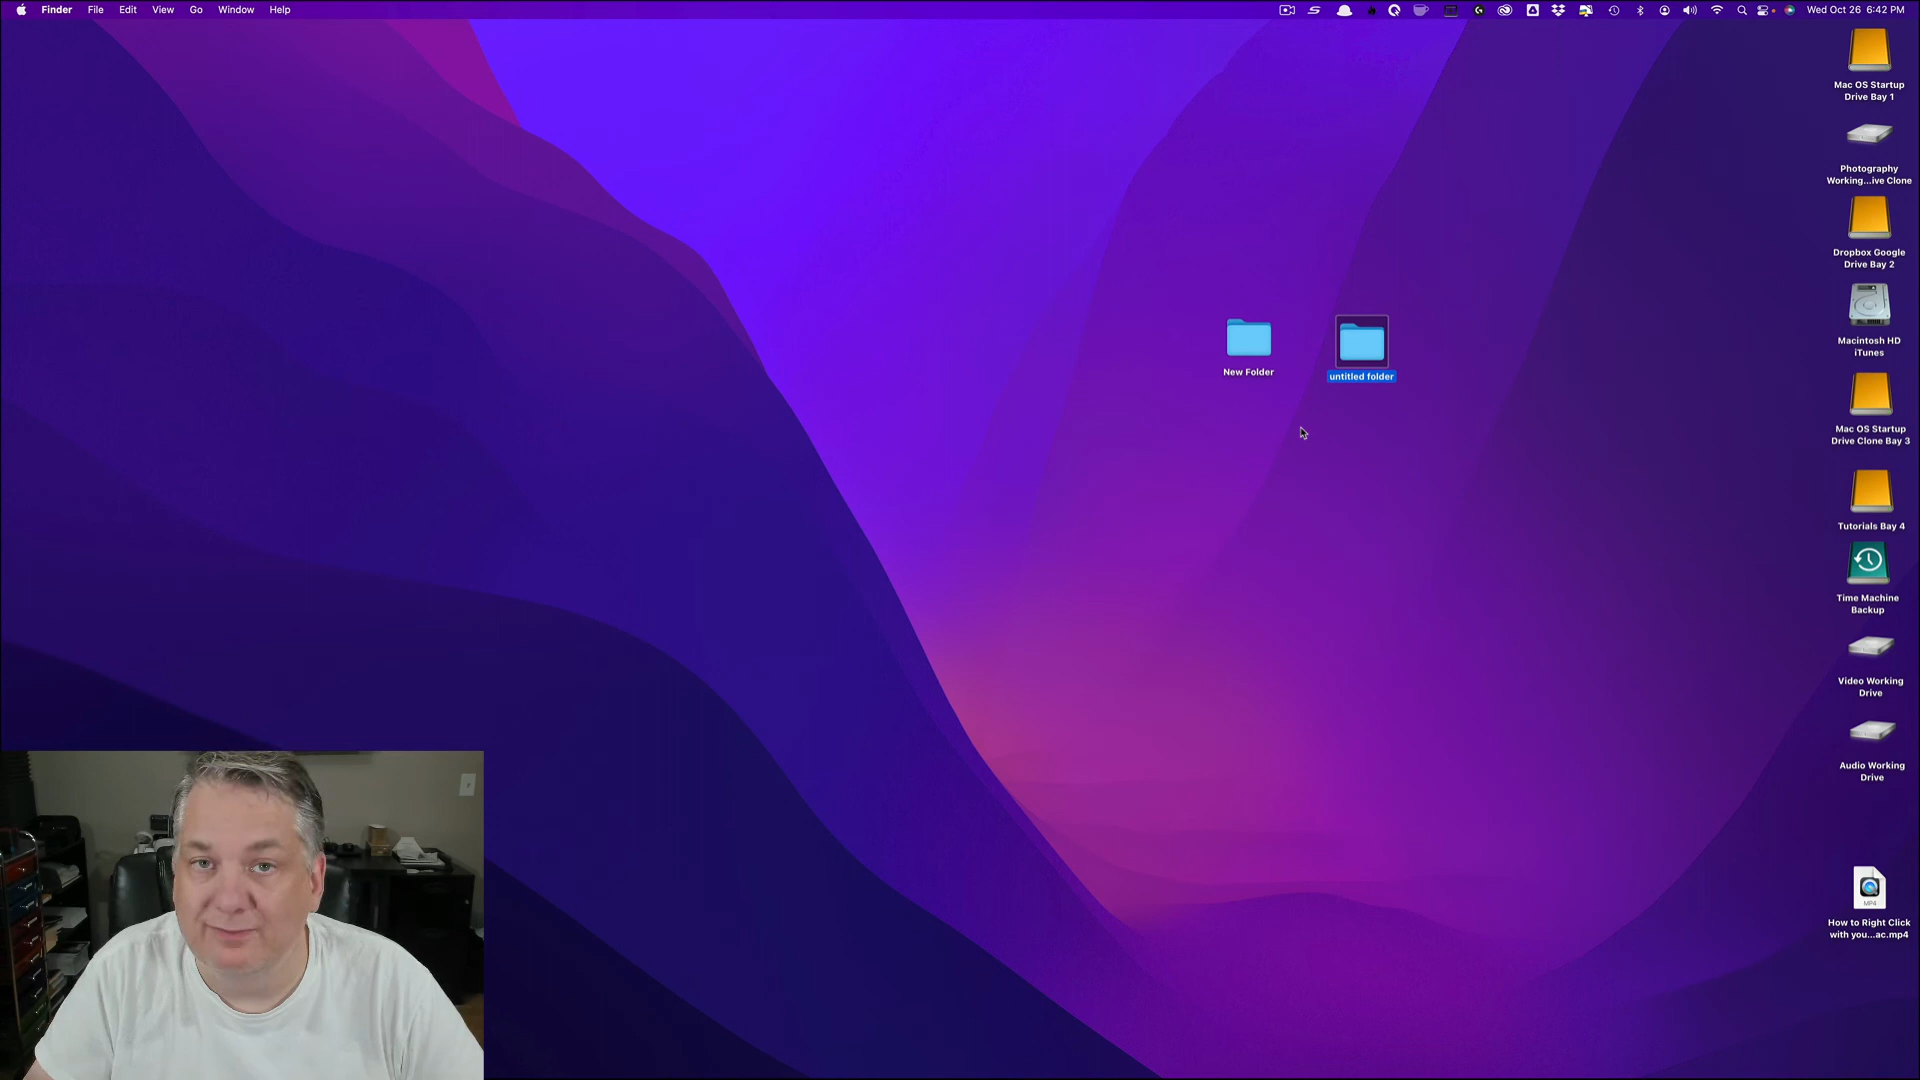 Finder File Edit View Go Window Help Wed Oct 26 6:42 PM
Mac OS Startup
Drive Bay 1
Photography
Working...ive Clone
Dropbox Google
Drive Bay 2
Macintosh HD
iTunes
New Folder
untitled folder
Mac OS Startup
Drive Clone Bay 3
Tutorials Bay 4
Time Machine
Backup
Video Working
Drive
Audio Working
Drive
MP4
How to Right Click
with you...ac.mp4